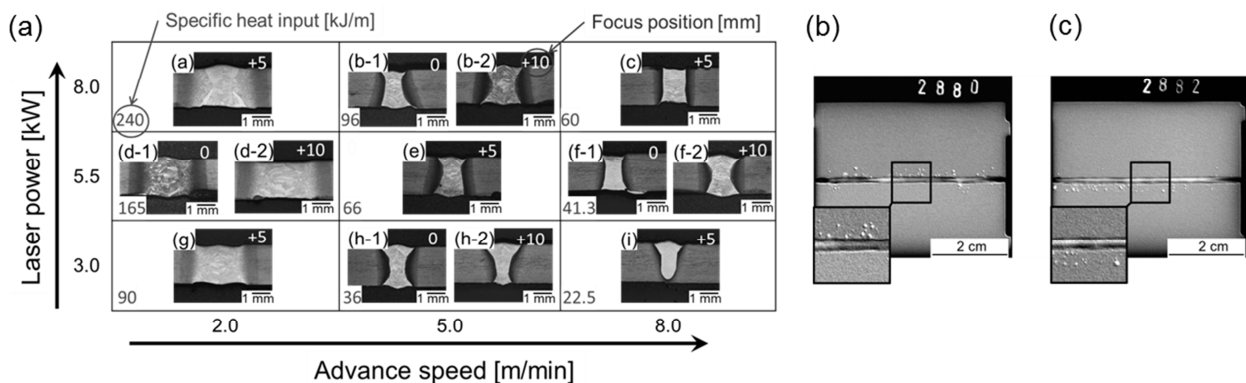 (a)
Specific heat input [kJ/m]
Focus position [mm]
Laser power [kW]
8.0
(a) +5
240
1 mm
(b-1) 0
96
1 mm
(b-2) +10
1 mm
(c) +5
60
1 mm
5.5
(d-1) 0
165
1 mm
(d-2) +10
1 mm
(e) +5
66
1 mm
(f-1) 0
41.3
1 mm
(f-2) +10
1 mm
3.0
(g) +5
90
1 mm
(h-1) 0
36
1 mm
(h-2) +10
1 mm
(i) +5
22.5
1 mm
2.0 5.0 8.0
Advance speed [m/min]
(b)
2880
2 cm
(c)
2882
2 cm